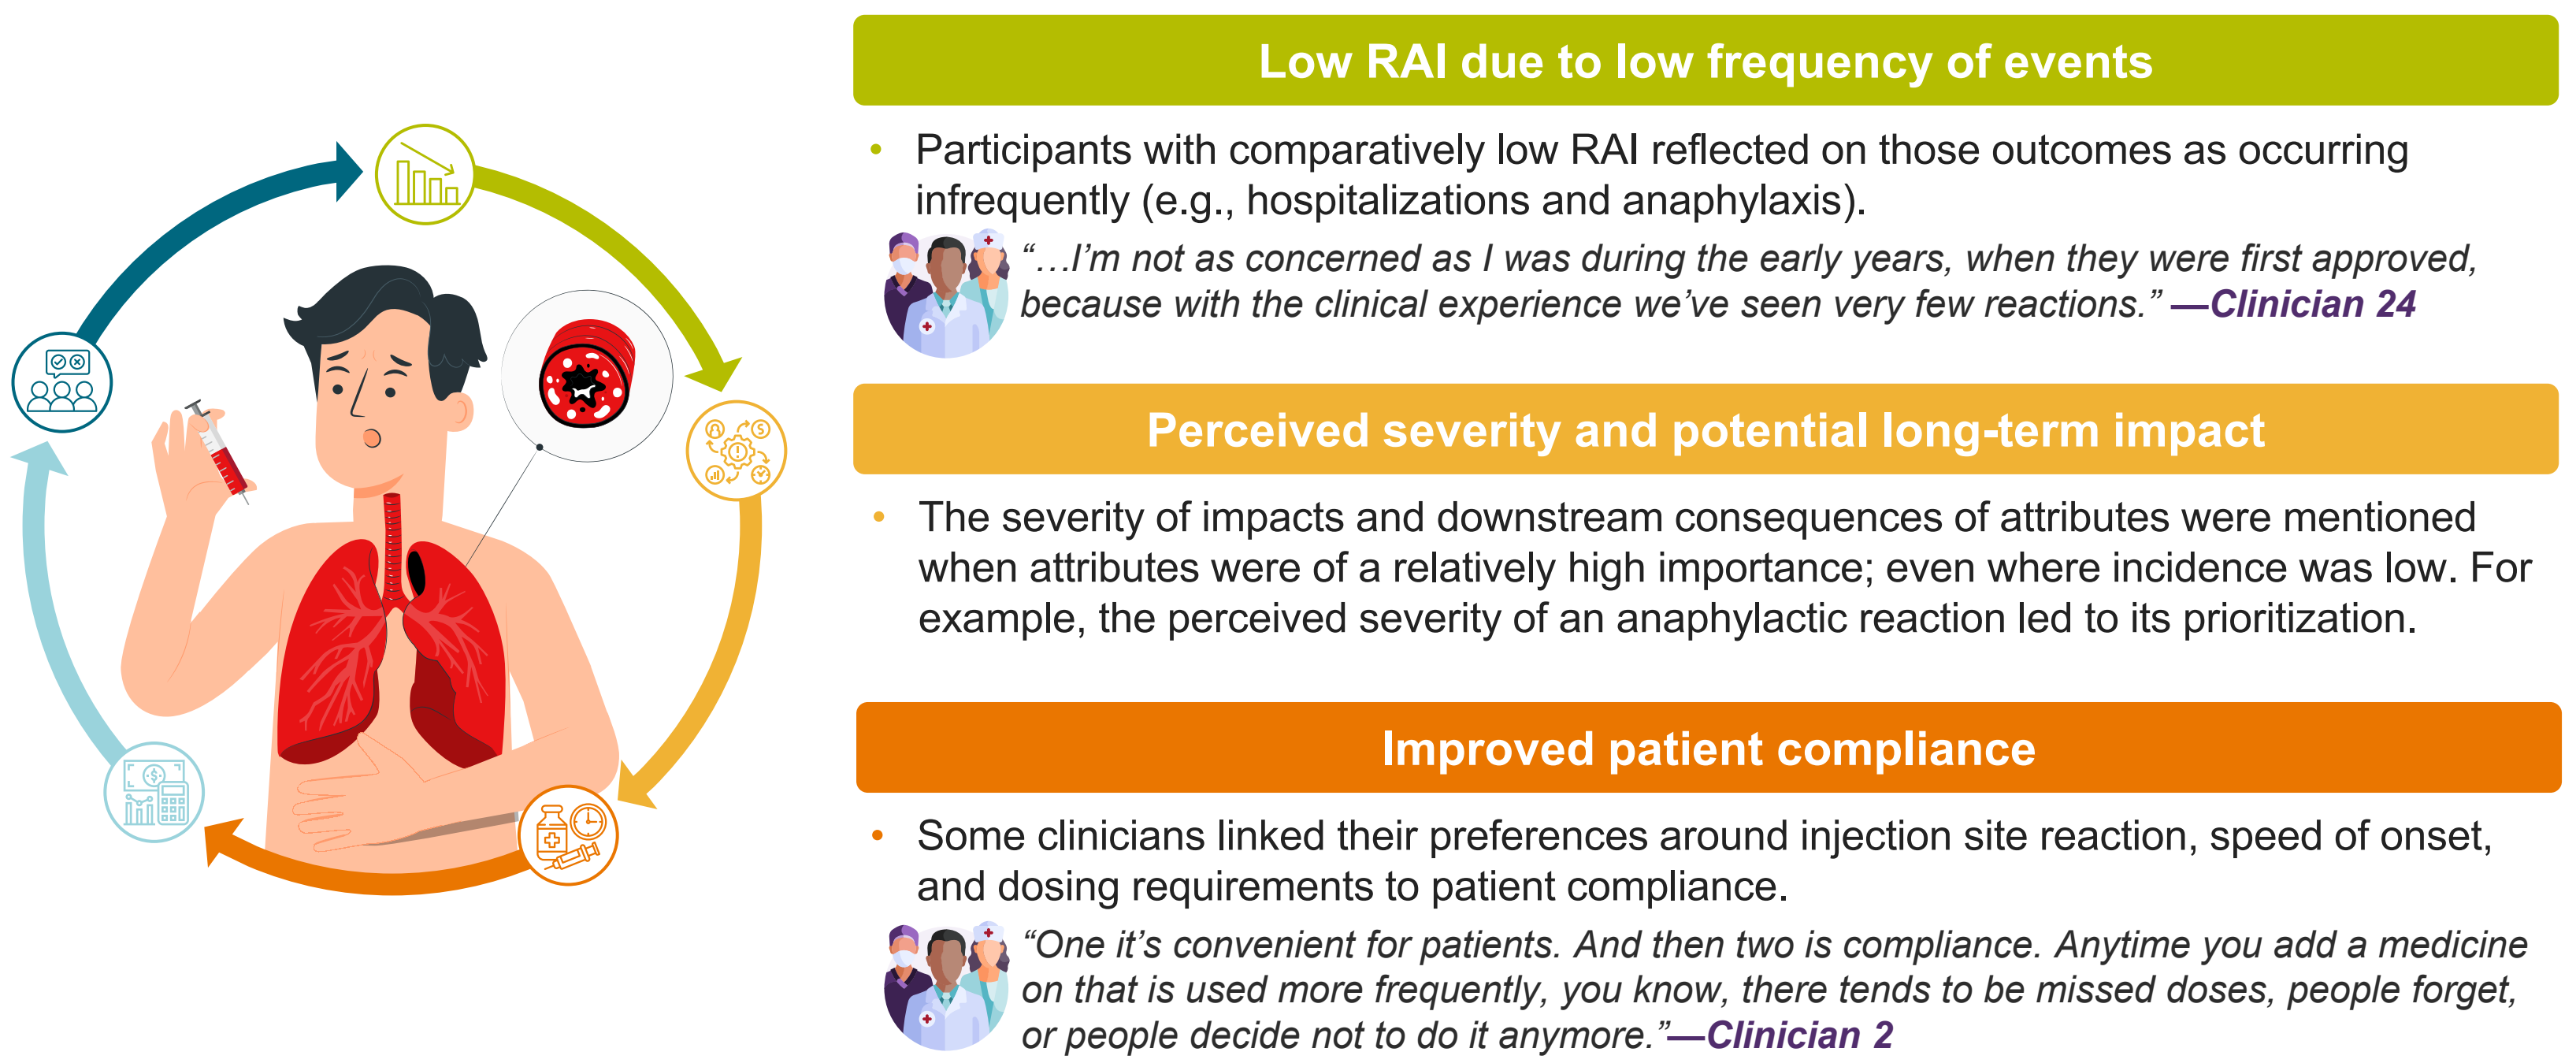 Low RAI due to low frequency of events
• Participants with comparatively low RAI reflected on those outcomes as occurring
infrequently (e.g., hospitalizations and anaphylaxis).
“…I’m not as concerned as I was during the early years, when they were first approved,
because with the clinical experience we’ve seen very few reactions.” —Clinician 24
Perceived severity and potential long-term impact
• The severity of impacts and downstream consequences of attributes were mentioned
when attributes were of a relatively high importance; even where incidence was low. For
example, the perceived severity of an anaphylactic reaction led to its prioritization.
Improved patient compliance
• Some clinicians linked their preferences around injection site reaction, speed of onset,
and dosing requirements to patient compliance.
“One it’s convenient for patients. And then two is compliance. Anytime you add a medicine
on that is used more frequently, you know, there tends to be missed doses, people forget,
or people decide not to do it anymore.”—Clinician 2